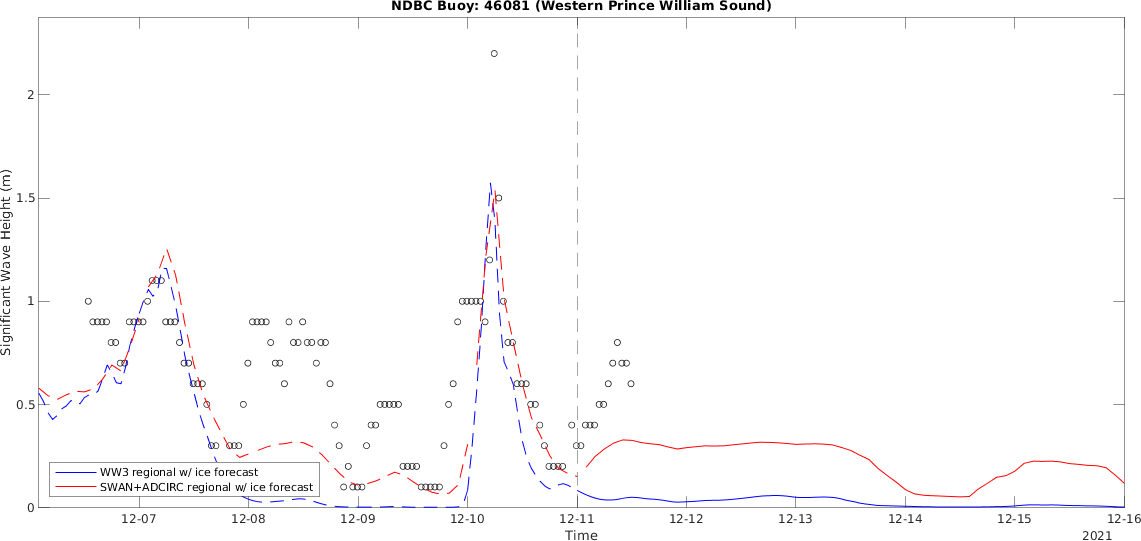 NDBC Buoy: 46081 (Western Prince William Sound)
Significant Wave Height (m)
2
1.5
1
0.5
0
WW3 regional w/ ice forecast
SWAN+ADCIRC regional w/ ice forecast
12-07 12-08 12-09 12-10 12-11 12-12 12-13 12-14 12-15 12-16
Time
2021